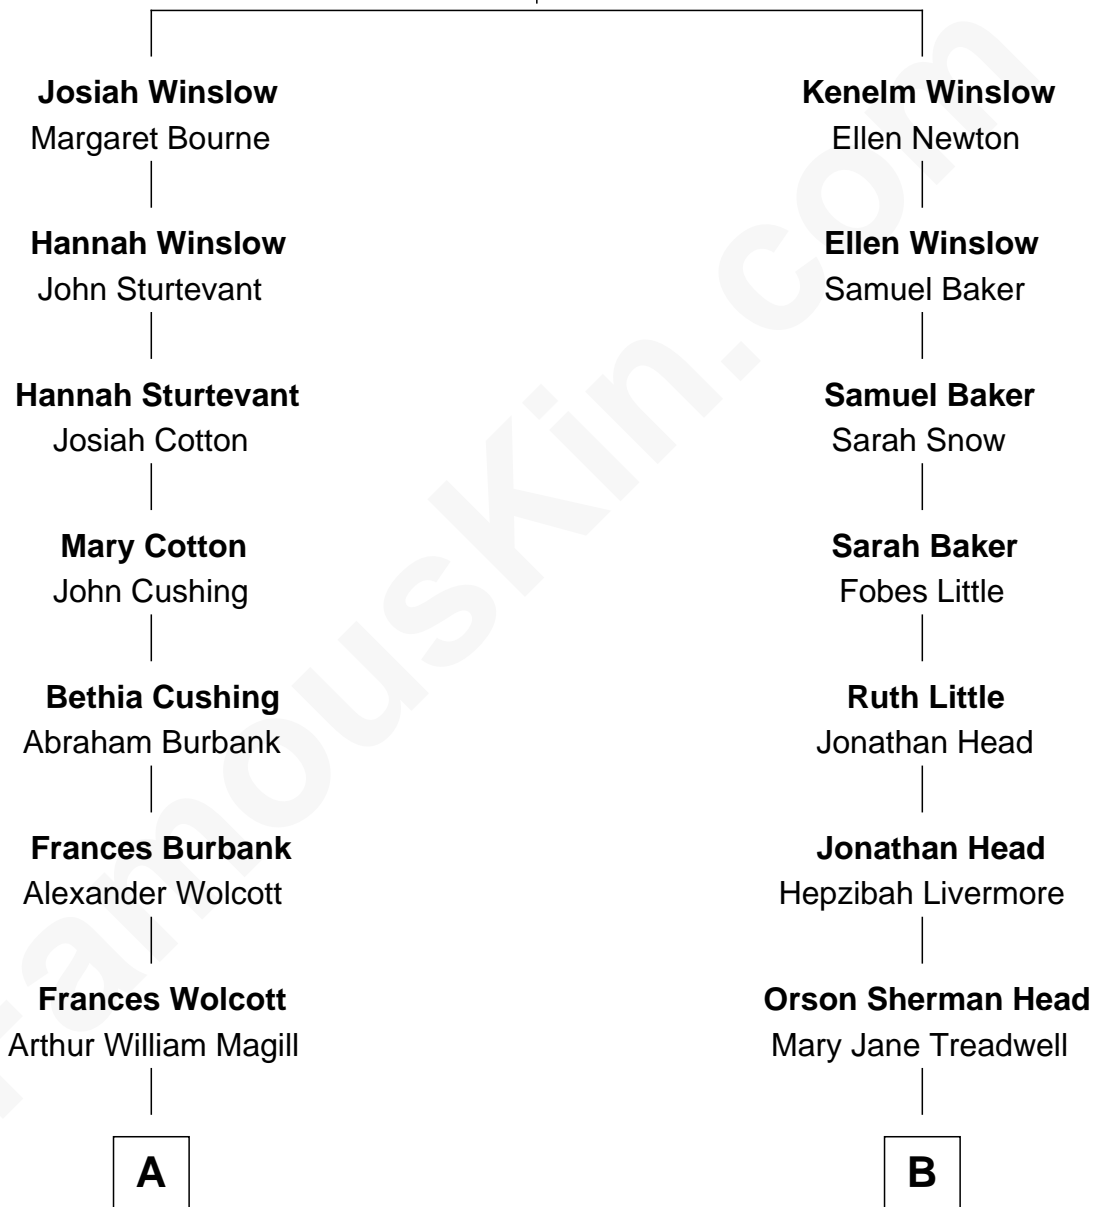 Josiah Winslow
Margaret Bourne
Hannah Winslow
John Sturtevant
Hannah Sturtevant
Josiah Cotton
Mary Cotton
John Cushing
Bethia Cushing
Abraham Burbank
Frances Burbank
Alexander Wolcott
Frances Wolcott
Arthur William Magill
A
Kenelm Winslow
Ellen Newton
Ellen Winslow
Samuel Baker
Samuel Baker
Sarah Snow
Sarah Baker
Fobes Little
Ruth Little
Jonathan Head
Jonathan Head
Hepzibah Livermore
Orson Sherman Head
Mary Jane Treadwell
B
FamousKin.com